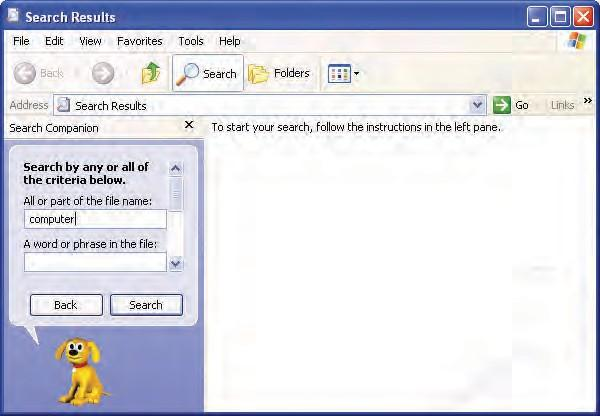 Search Results
File Edit View Favorites Tools Help
Back Search Folders
Address Search Results Go Links »
Search Companion
To start your search, follow the instructions in the left pane.
Search by any or all of
the criteria below.
All or part of the file name:
computer
A word or phrase in the file:
Back Search